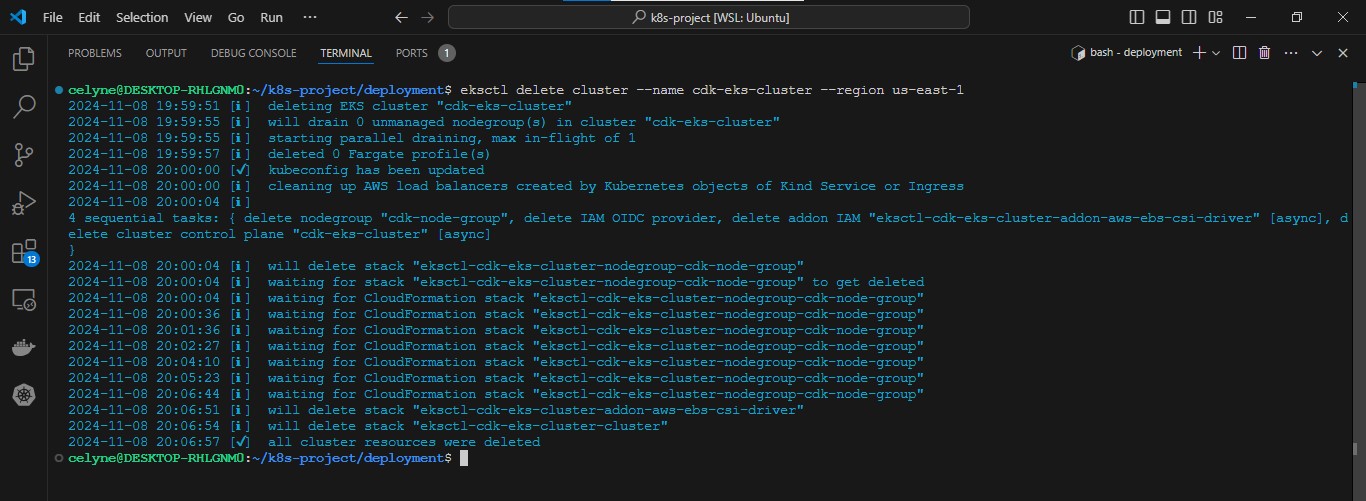 File Edit Selection View Go Run ··· ← → k8s-project [WSL: Ubuntu]
PROBLEMS OUTPUT DEBUG CONSOLE TERMINAL PORTS 1 bash - deployment
celyne@DESKTOP-RHLGNM0:~/k8s-project/deployment$ eksctl delete cluster --name cdk-eks-cluster --region us-east-1
2024-11-08 19:59:51 [ℹ]  deleting EKS cluster "cdk-eks-cluster"
2024-11-08 19:59:55 [ℹ]  will drain 0 unmanaged nodegroup(s) in cluster "cdk-eks-cluster"
2024-11-08 19:59:55 [ℹ]  starting parallel draining, max in-flight of 1
2024-11-08 19:59:57 [ℹ]  deleted 0 Fargate profile(s)
2024-11-08 20:00:00 [✓]  kubeconfig has been updated
2024-11-08 20:00:00 [ℹ]  cleaning up AWS load balancers created by Kubernetes objects of Kind Service or Ingress
2024-11-08 20:00:04 [ℹ]
4 sequential tasks: { delete nodegroup "cdk-node-group", delete IAM OIDC provider, delete addon IAM "eksctl-cdk-eks-cluster-addon-aws-ebs-csi-driver" [async], d
elete cluster control plane "cdk-eks-cluster" [async]
}
2024-11-08 20:00:04 [ℹ]  will delete stack "eksctl-cdk-eks-cluster-nodegroup-cdk-node-group"
2024-11-08 20:00:04 [ℹ]  waiting for stack "eksctl-cdk-eks-cluster-nodegroup-cdk-node-group" to get deleted
2024-11-08 20:00:04 [ℹ]  waiting for CloudFormation stack "eksctl-cdk-eks-cluster-nodegroup-cdk-node-group"
2024-11-08 20:00:36 [ℹ]  waiting for CloudFormation stack "eksctl-cdk-eks-cluster-nodegroup-cdk-node-group"
2024-11-08 20:01:36 [ℹ]  waiting for CloudFormation stack "eksctl-cdk-eks-cluster-nodegroup-cdk-node-group"
2024-11-08 20:02:27 [ℹ]  waiting for CloudFormation stack "eksctl-cdk-eks-cluster-nodegroup-cdk-node-group"
2024-11-08 20:04:10 [ℹ]  waiting for CloudFormation stack "eksctl-cdk-eks-cluster-nodegroup-cdk-node-group"
2024-11-08 20:05:23 [ℹ]  waiting for CloudFormation stack "eksctl-cdk-eks-cluster-nodegroup-cdk-node-group"
2024-11-08 20:06:44 [ℹ]  waiting for CloudFormation stack "eksctl-cdk-eks-cluster-nodegroup-cdk-node-group"
2024-11-08 20:06:51 [ℹ]  will delete stack "eksctl-cdk-eks-cluster-addon-aws-ebs-csi-driver"
2024-11-08 20:06:54 [ℹ]  will delete stack "eksctl-cdk-eks-cluster-cluster"
2024-11-08 20:06:57 [✓]  all cluster resources were deleted
celyne@DESKTOP-RHLGNM0:~/k8s-project/deployment$
13